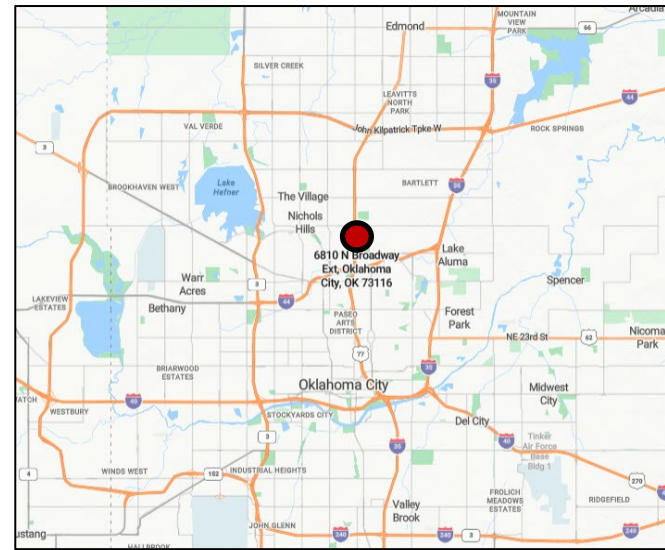 MOUNTAIN
VIEW
PARK
Arcadia
66
Edmond
3
35
SILVER CREEK
44
LEAVITTS
NORTH
PARK
VAL VERDE
John Kilpatrick Tpke W
ROCK SPRINGS
3
BROOKHAVEN WEST
Lake
Hefner
The Village
BARTLETT
35
Nichols
Hills
6810 N Broadway
Ext, Oklahoma
City, OK 73116
Lake
Aluma
Warr
Acres
3
Spencer
LAKEVIEW
ESTATES
Bethany
44
PASEO
ARTS
DISTRICT
Forest
Park
Nicoma
Park
NE 23rd St
62
77
BRIARWOOD
ESTATES
35
Oklahoma City
Midwest
City
40
WESTBURY
STOCKYARDS CITY
Del City
3
40
Tinker
Air Force
Base
Bldg 1
4
WINDS WEST
152
INDUSTRIAL HEIGHTS
35
270
FROLICH
MEADOWS
ESTATES
RIDGEFIELD
Valley
Brook
JOHN GLENN
240
240
3
240